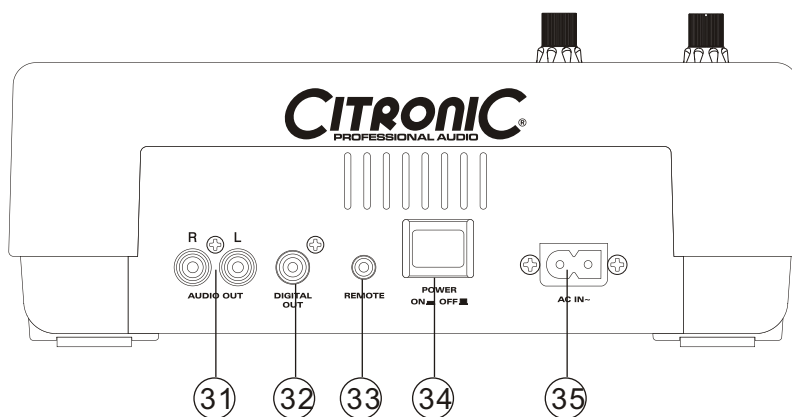 CITRONIC®
PROFESSIONAL AUDIO
R L
AUDIO OUT
DIGITAL
OUT
REMOTE
POWER
ON OFF
AC IN~
31 32 33 34 35